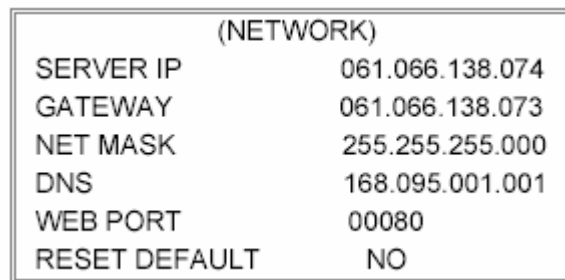 (NETWORK)
SERVER IP 061.066.138.074
GATEWAY 061.066.138.073
NET MASK 255.255.255.000
DNS 168.095.001.001
WEB PORT 00080
RESET DEFAULT NO